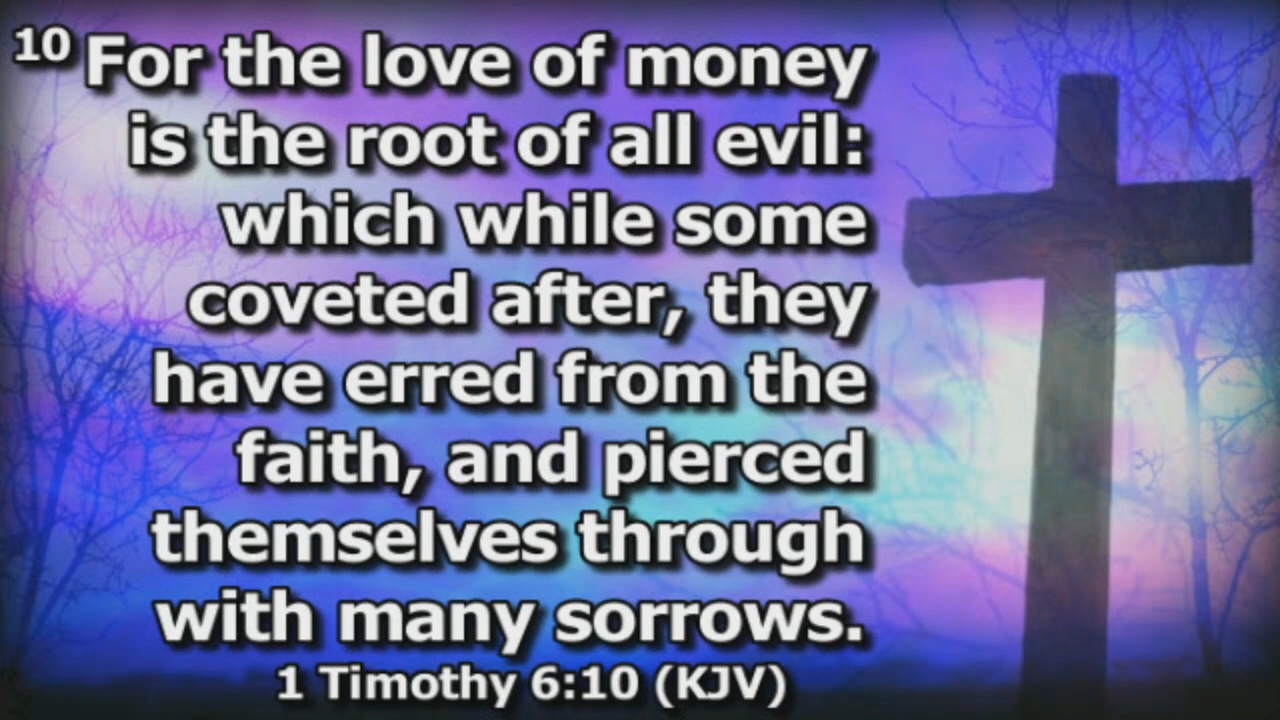 10 For the love of money
is the root of all evil:
which while some
coveted after, they
have erred from the
faith, and pierced
themselves through
with many sorrows.
1 Timothy 6:10 (KJV)